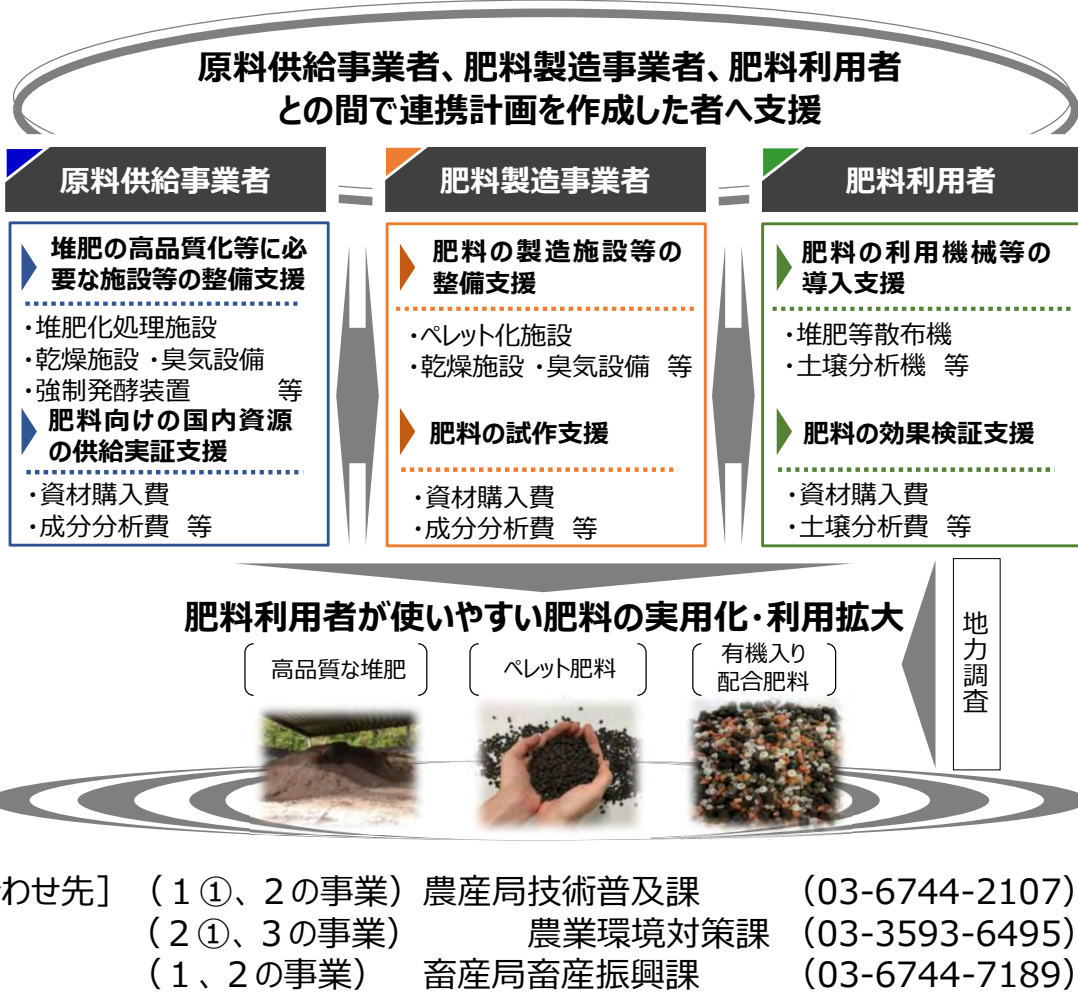 原料供給事業者、肥料製造事業者、肥料利用者
との間で連携計画を作成した者へ支援
原料供給事業者
堆肥の高品質化等に必
要な施設等の整備支援
・堆肥化処理施設
・乾燥施設 ・臭気設備
・強制発酵装置 等
肥料向けの国内資源
の供給実証支援
・資材購入費
・成分分析費 等
肥料製造事業者
肥料の製造施設等の
整備支援
・ペレット化施設
・乾燥施設 ・臭気設備 等
肥料の試作支援
・資材購入費
・成分分析費 等
肥料利用者
肥料の利用機械等の
導入支援
・堆肥等散布機
・土壌分析機 等
肥料の効果検証支援
・資材購入費
・土壌分析費 等
肥料利用者が使いやすい肥料の実用化・利用拡大
地力調査
高品質な堆肥
ペレット肥料
有機入り
配合肥料
わせ先］ （１①、２の事業）農産局技術普及課 （03-6744-2107）
（２①、３の事業） 農業環境対策課 （03-3593-6495）
（１、２の事業） 畜産局畜産振興課 （03-6744-7189）